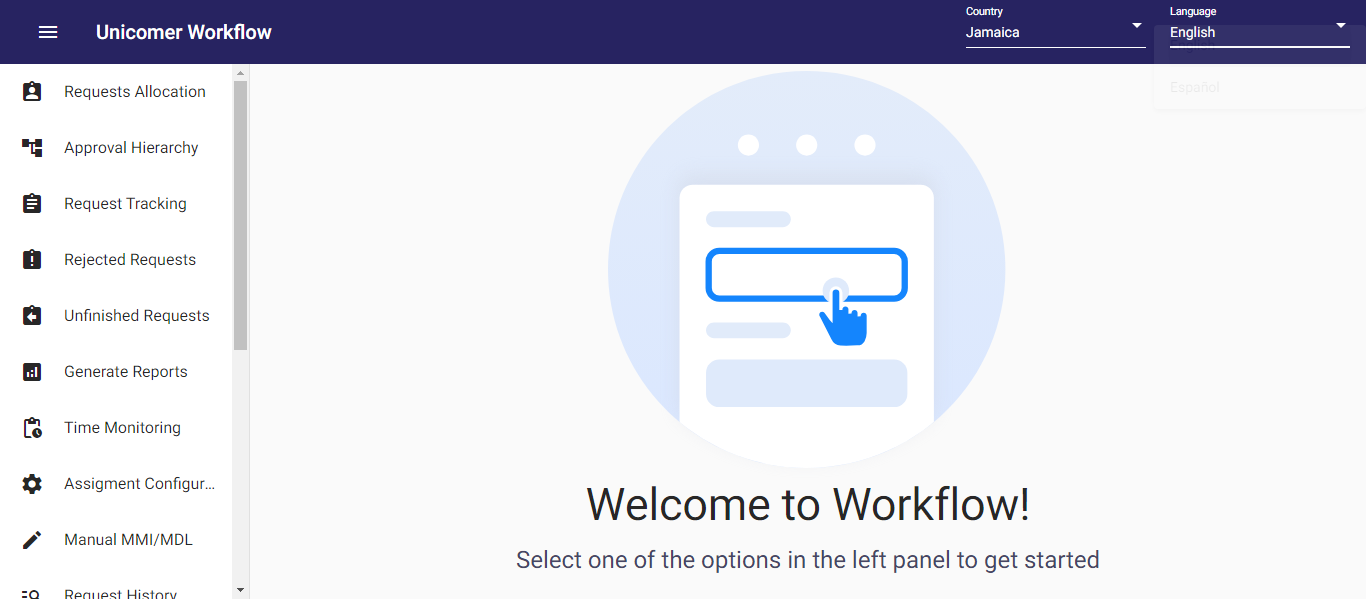 Unicomer Workflow
Country
Jamaica
Language
English
Español
Requests Allocation
Approval Hierarchy
Request Tracking
Rejected Requests
Unfinished Requests
Generate Reports
Time Monitoring
Assigment Configur...
Manual MMI/MDL
Request History
Welcome to Workflow!
Select one of the options in the left panel to get started